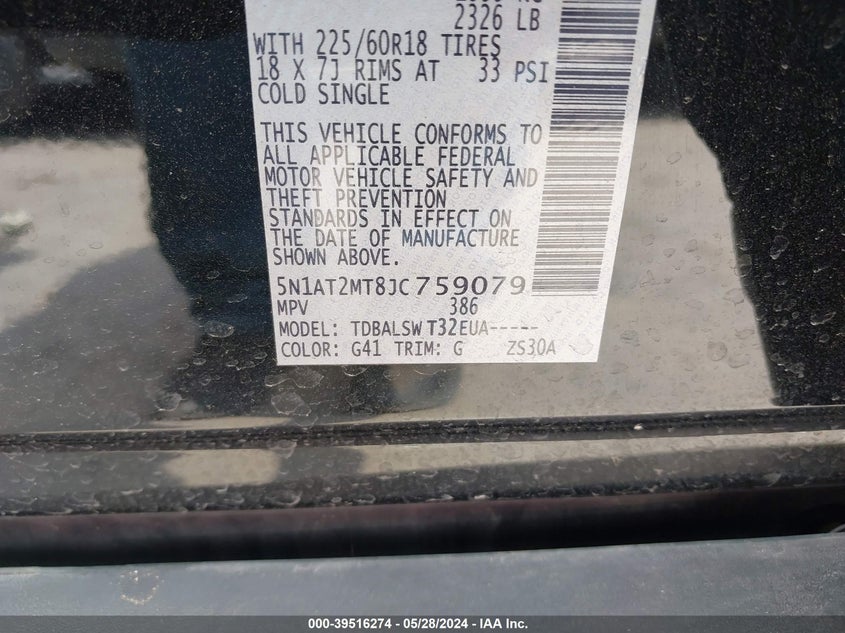 2326 LB
WITH 225/60R18 TIRES
18 X 7J RIMS AT 33 PSI
COLD SINGLE
THIS VEHICLE CONFORMS TO
ALL APPLICABLE FEDERAL
MOTOR VEHICLE SAFETY AND
THEFT PREVENTION
STANDARDS IN EFFECT ON
THE DATE OF MANUFACTURE
SHOWN ABOVE.
5N1AT2MT8JC759079
MPV 386
MODEL: TDBALSWT32EUA-----
COLOR: G41 TRIM: G ZS30A
000-39516274 — 05/28/2024 — IAA Inc.